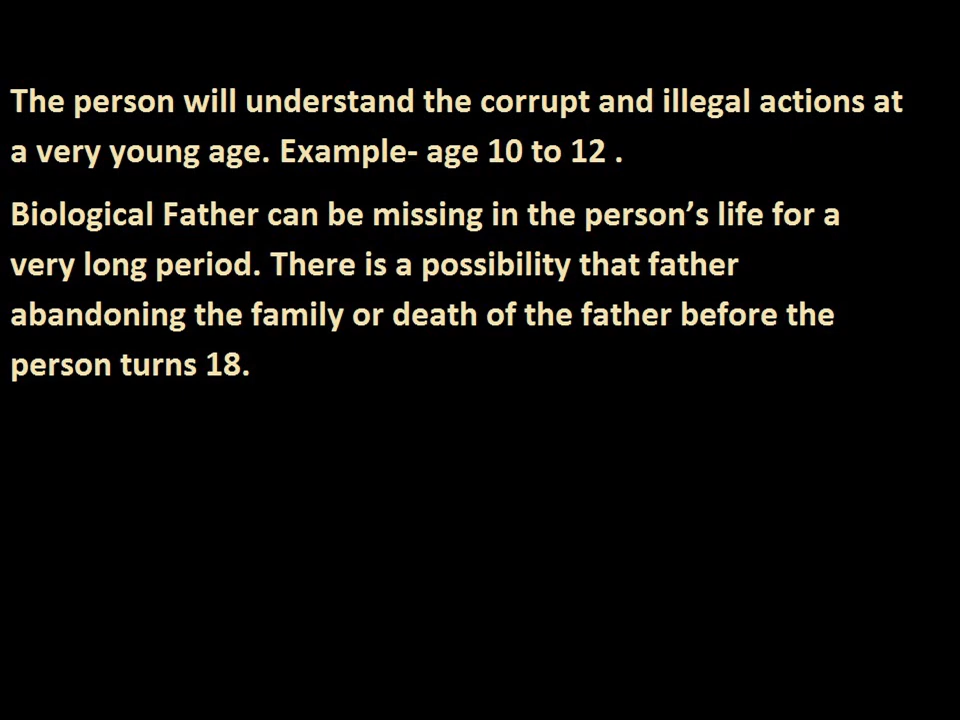 The person will understand the corrupt and illegal actions at
a very young age. Example- age 10 to 12 .
Biological Father can be missing in the person’s life for a
very long period. There is a possibility that father
abandoning the family or death of the father before the
person turns 18.